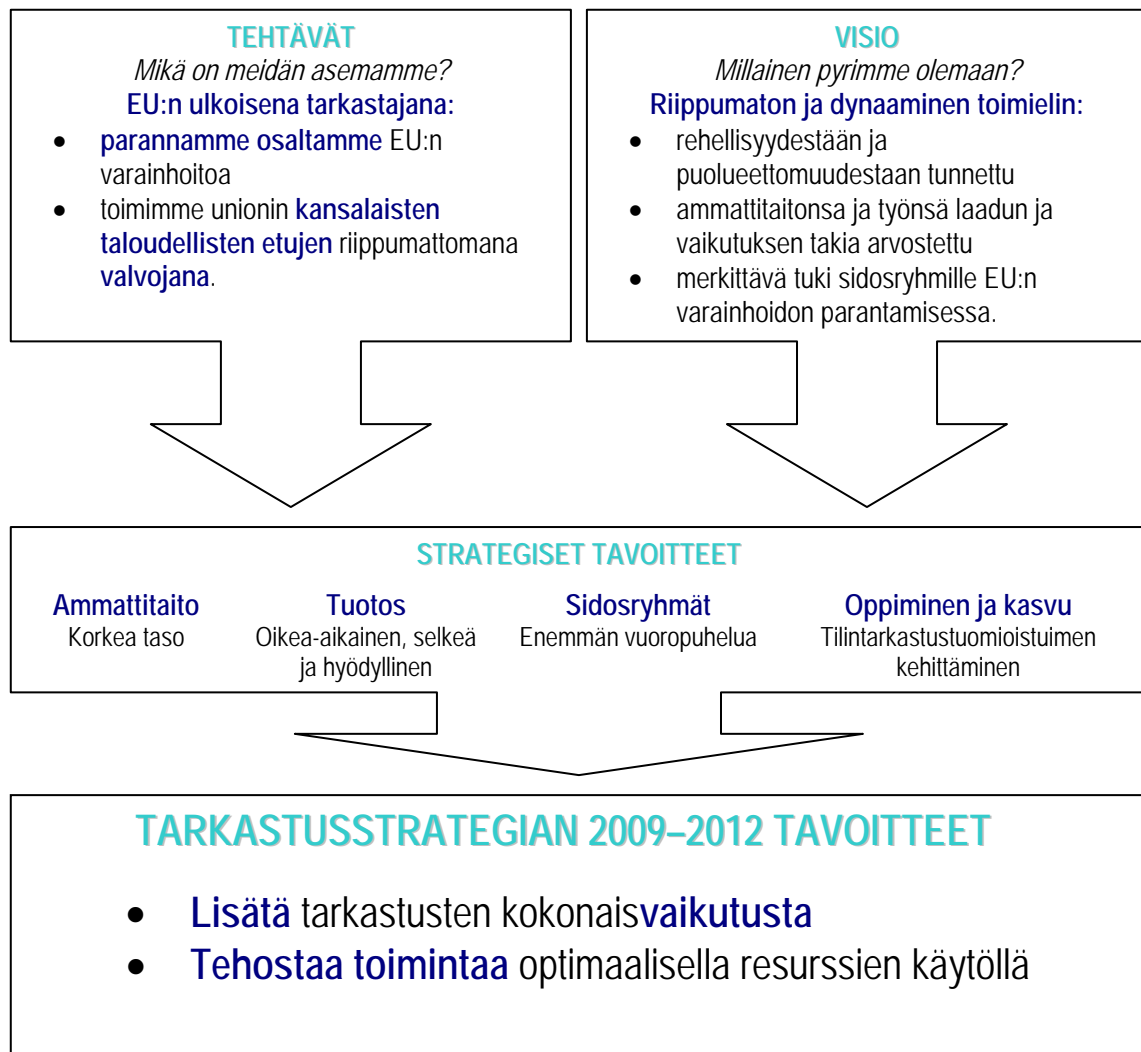 TEHTÄVÄT
Mikä on meidän asemamme?
EU:n ulkoisena tarkastajana:
• parannamme osaltamme EU:n
varainhoitoa
• toimimme unionin kansalaisten
taloudellisten etujen riippumattomana
valvojana.
VISIO
Millainen pyrimme olemaan?
Riippumaton ja dynaaminen toimielin:
• rehellisyydestään ja
puolueettomuudestaan tunnettu
• ammattitaitonsa ja työnsä laadun ja
vaikutuksen takia arvostettu
• merkittävä tuki sidosryhmille EU:n
varainhoidon parantamisessa.
STRATEGISET TAVOITTEET
Ammattitaito
Korkea taso
Tuotos
Oikea-aikainen, selkeä
ja hyödyllinen
Sidosryhmät
Enemmän vuoropuhelua
Oppiminen ja kasvu
Tilintarkastustuomioistuimen
kehittäminen
TARKASTUSSTRATEGIAN 2009–2012 TAVOITTEET
• Lisätä tarkastusten kokonaisvaikutusta
• Tehostaa toimintaa optimaalisella resurssien käytöllä